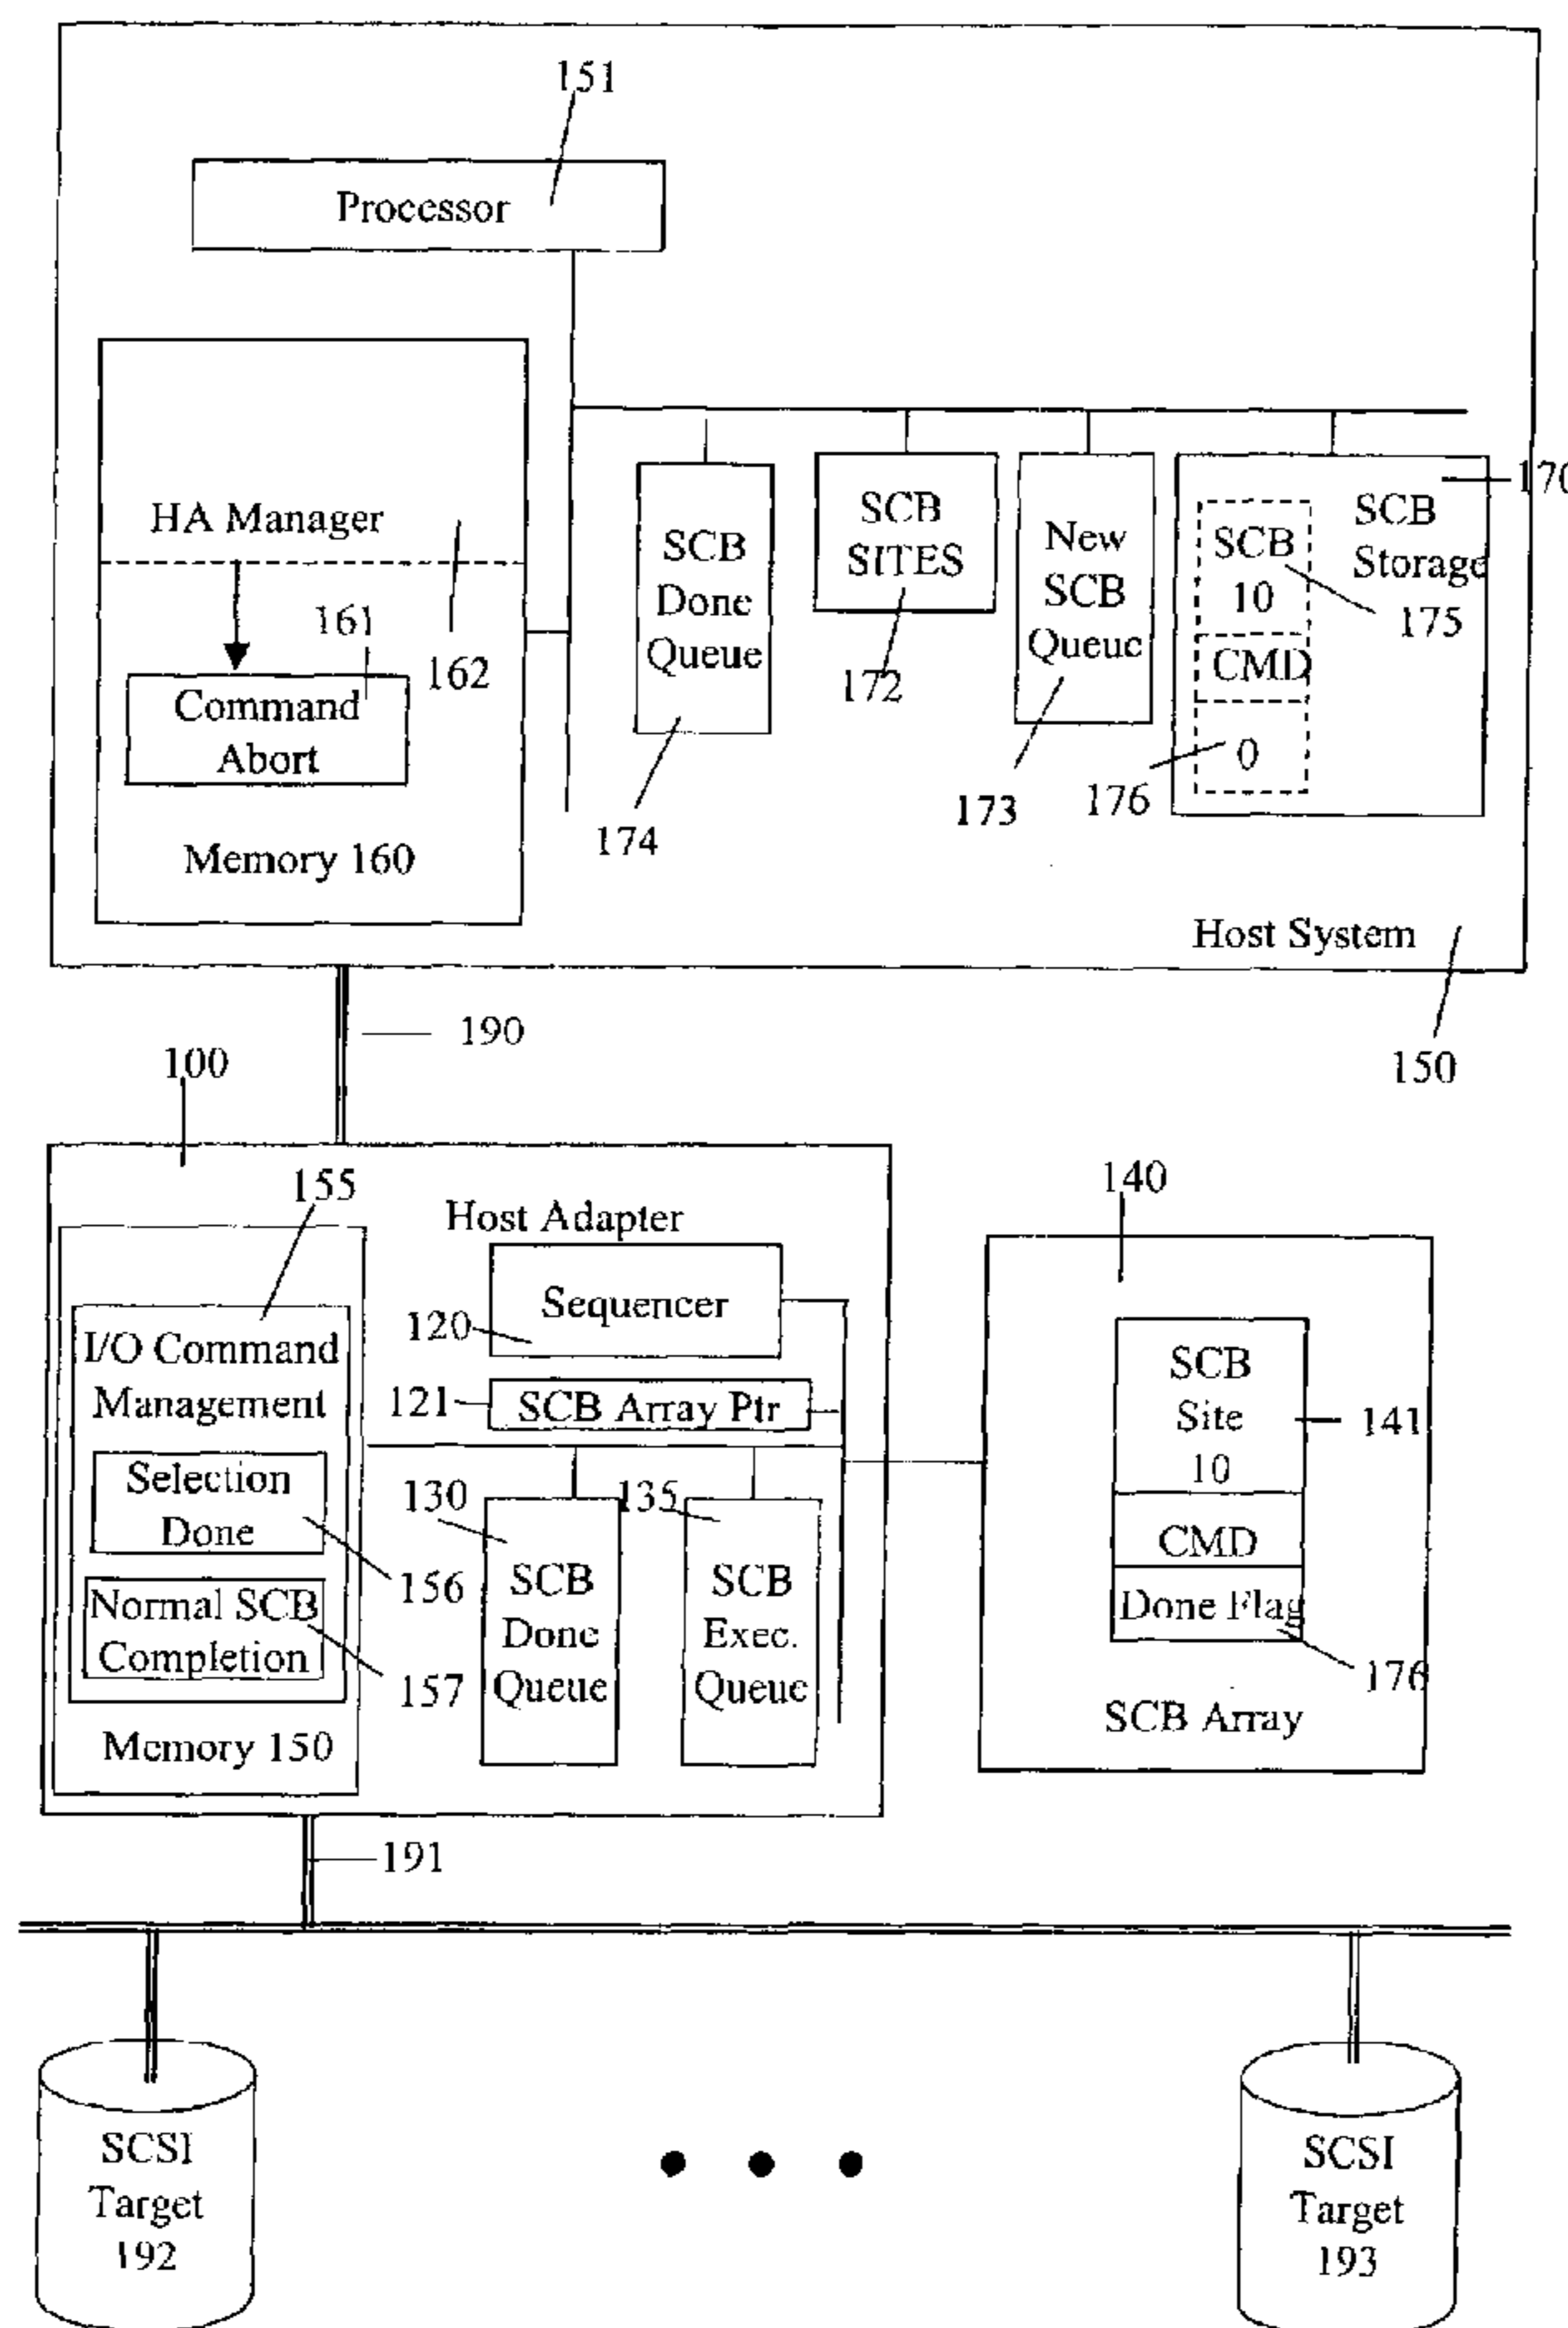 151
Processor
HA Manager
161
162
Command
Abort
Memory 160
SCB
Done
Queue
174
SCB
SITES
172
New
SCB
Queue
173
170
SCB
Storage
SCB
10
CMD
0
175
176
Host System
150
190
100
155
Host Adapter
I/O Command
Management
Selection
Done
156
Normal SCB
Completion
157
Memory 150
Sequencer
120
121
SCB Array Ptr
130
SCB
Done
Queue
135
SCB
Exec.
Queue
140
SCB
Site
10
141
CMD
Done Flag
176
SCB Array
191
SCSI
Target
192
SCSI
Target
193